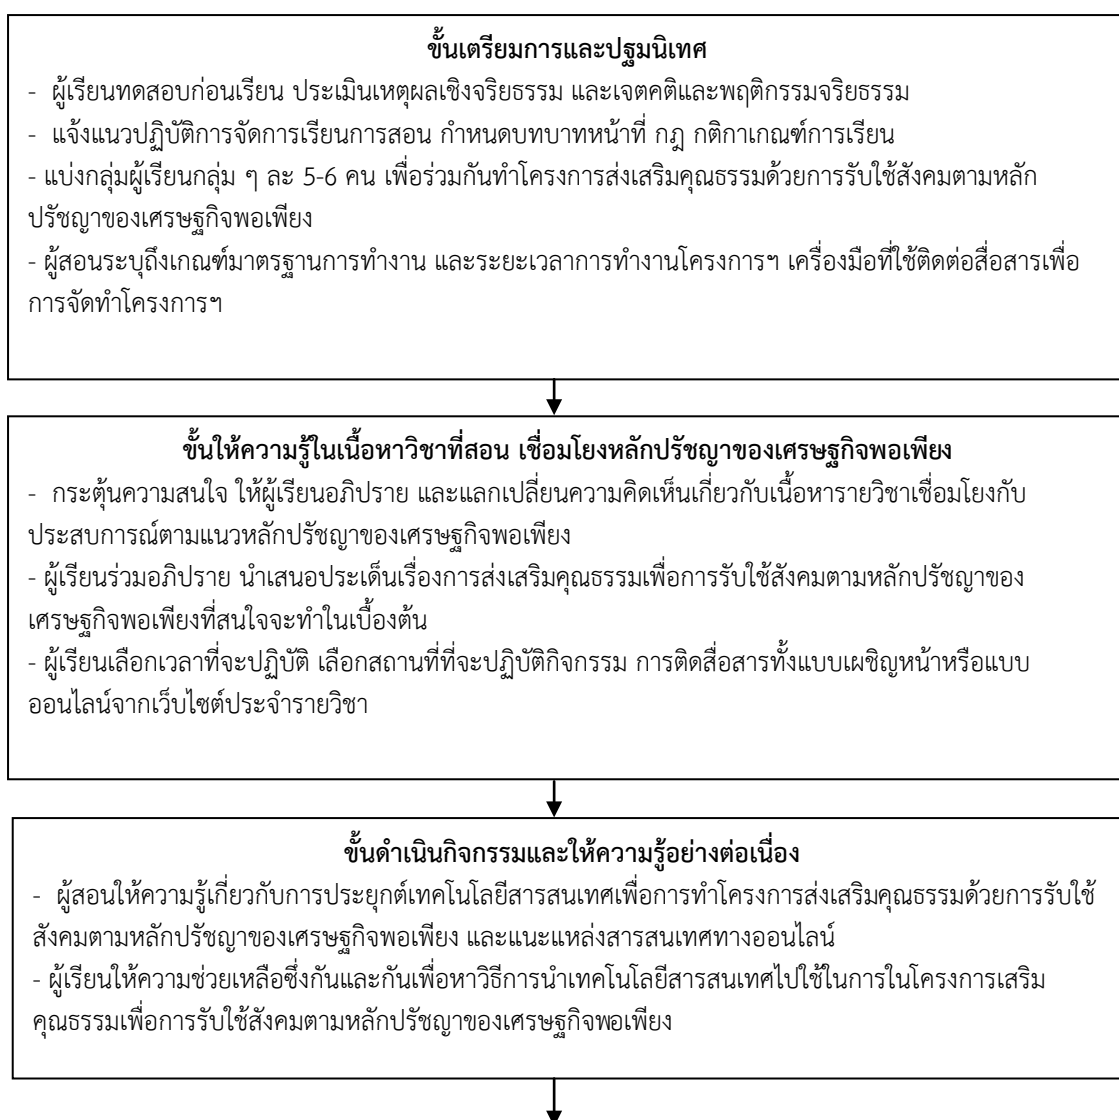 ขั้นเตรียมการและปฐมนิเทศ
- ผู้เรียนทดสอบก่อนเรียน ประเมินเหตุผลเชิงจริยธรรม และเจตคติและพฤติกรรมจริยธรรม
- แจ้งแนวปฏิบัติการจัดการเรียนการสอน กำหนดบทบาทหน้าที่ กฎ กติกาเกณฑ์การเรียน
- แบ่งกลุ่มผู้เรียนกลุ่ม ๆ ละ 5-6 คน เพื่อร่วมกันทำโครงการส่งเสริมคุณธรรมด้วยการรับใช้สังคมตามหลัก
ปรัชญาของเศรษฐกิจพอเพียง
- ผู้สอนระบุถึงเกณฑ์มาตรฐานการทำงาน และระยะเวลาการทำงานโครงการฯ เครื่องมือที่ใช้ติดต่อสื่อสารเพื่อ
การจัดทำโครงการฯ
ขั้นให้ความรู้ในเนื้อหาวิชาที่สอน เชื่อมโยงหลักปรัชญาของเศรษฐกิจพอเพียง
- กระตุ้นความสนใจ ให้ผู้เรียนอภิปราย และแลกเปลี่ยนความคิดเห็นเกี่ยวกับเนื้อหารายวิชาเชื่อมโยงกับ
ประสบการณ์ตามแนวหลักปรัชญาของเศรษฐกิจพอเพียง
- ผู้เรียนร่วมอภิปราย นำเสนอประเด็นเรื่องการส่งเสริมคุณธรรมเพื่อการรับใช้สังคมตามหลักปรัชญาของ
เศรษฐกิจพอเพียงที่สนใจจะทำในเบื้องต้น
- ผู้เรียนเลือกเวลาที่จะปฏิบัติ เลือกสถานที่ที่จะปฏิบัติกิจกรรม การติดสื่อสารทั้งแบบเผชิญหน้าหรือแบบ
ออนไลน์จากเว็บไซต์ประจำรายวิชา
ขั้นดำเนินกิจกรรมและให้ความรู้อย่างต่อเนื่อง
- ผู้สอนให้ความรู้เกี่ยวกับการประยุกต์เทคโนโลยีสารสนเทศเพื่อการทำโครงการส่งเสริมคุณธรรมด้วยการรับใช้
สังคมตามหลักปรัชญาของเศรษฐกิจพอเพียง และแนะแหล่งสารสนเทศทางออนไลน์
- ผู้เรียนให้ความช่วยเหลือซึ่งกันและกันเพื่อหาวิธีการนำเทคโนโลยีสารสนเทศไปใช้ในการในโครงการเสริม
คุณธรรมเพื่อการรับใช้สังคมตามหลักปรัชญาของเศรษฐกิจพอเพียง